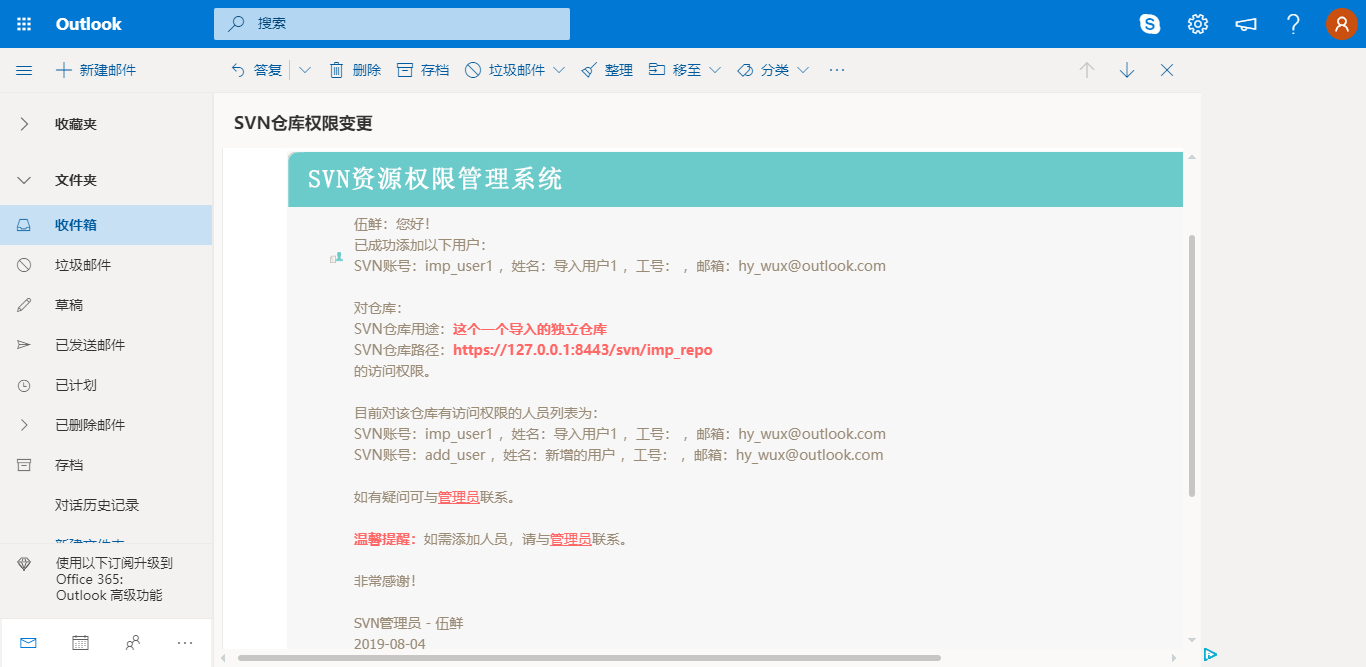 Outlook
搜索
新建邮件
答复
删除
存档
垃圾邮件
整理
移至
分类
收藏夹
文件夹
收件箱
垃圾邮件
草稿
已发送邮件
已计划
已删除邮件
存档
对话历史记录
新建文件夹
使用以下订阅升级到
Office 365:
Outlook 高级功能
SVN仓库权限变更
SVN资源权限管理系统
伍鲜：您好！
已成功添加以下用户：
SVN账号：imp_user1 ，姓名：导入用户1 ，工号： ，邮箱：hy_wux@outlook.com
对仓库：
SVN仓库用途：这个一个导入的独立仓库
SVN仓库路径：https://127.0.0.1:8443/svn/imp_repo
的访问权限。
目前对该仓库有访问权限的人员列表为：
SVN账号：imp_user1 ，姓名：导入用户1 ，工号： ，邮箱：hy_wux@outlook.com
SVN账号：add_user ，姓名：新增的用户 ，工号： ，邮箱：hy_wux@outlook.com
如有疑问可与管理员联系。
温馨提醒：如需添加人员，请与管理员联系。
非常感谢！
SVN管理员 - 伍鲜
2019-08-04